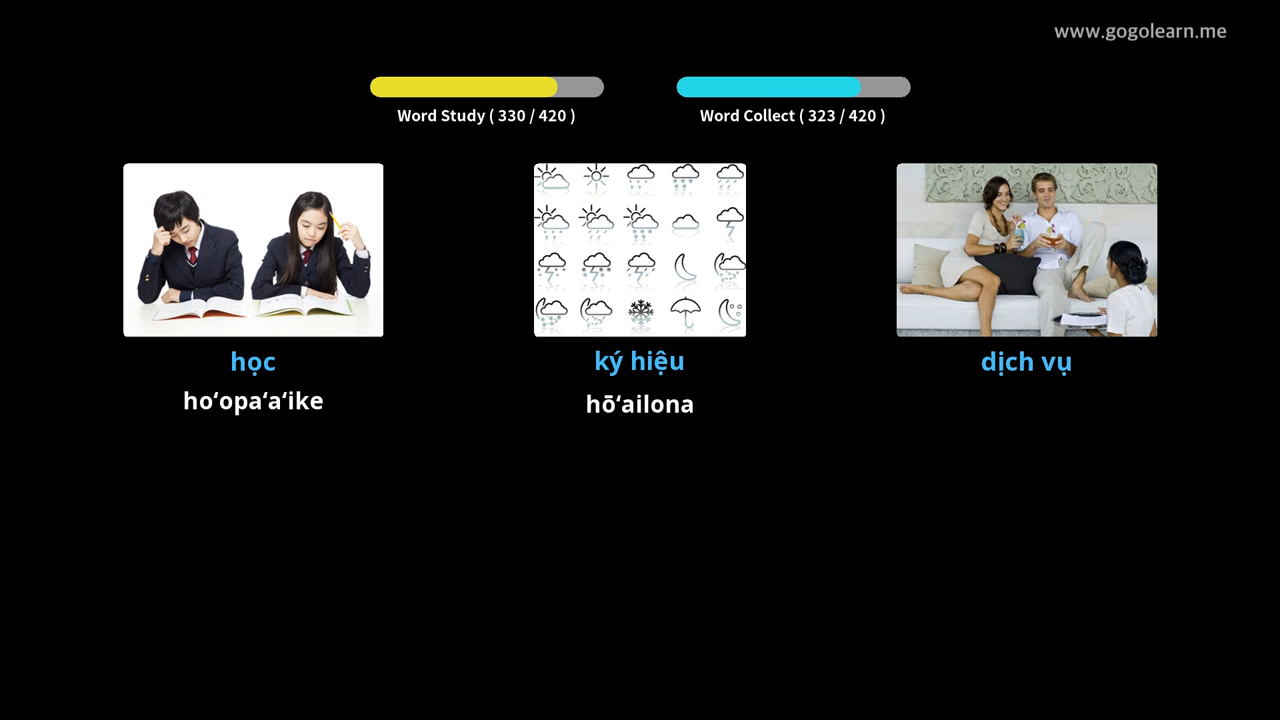 www.gogolearn.me
Word Study ( 330 / 420 )
Word Collect ( 323 / 420 )
học
ký hiệu
dịch vụ
hoʻopaʻaʻike
hōʻailona